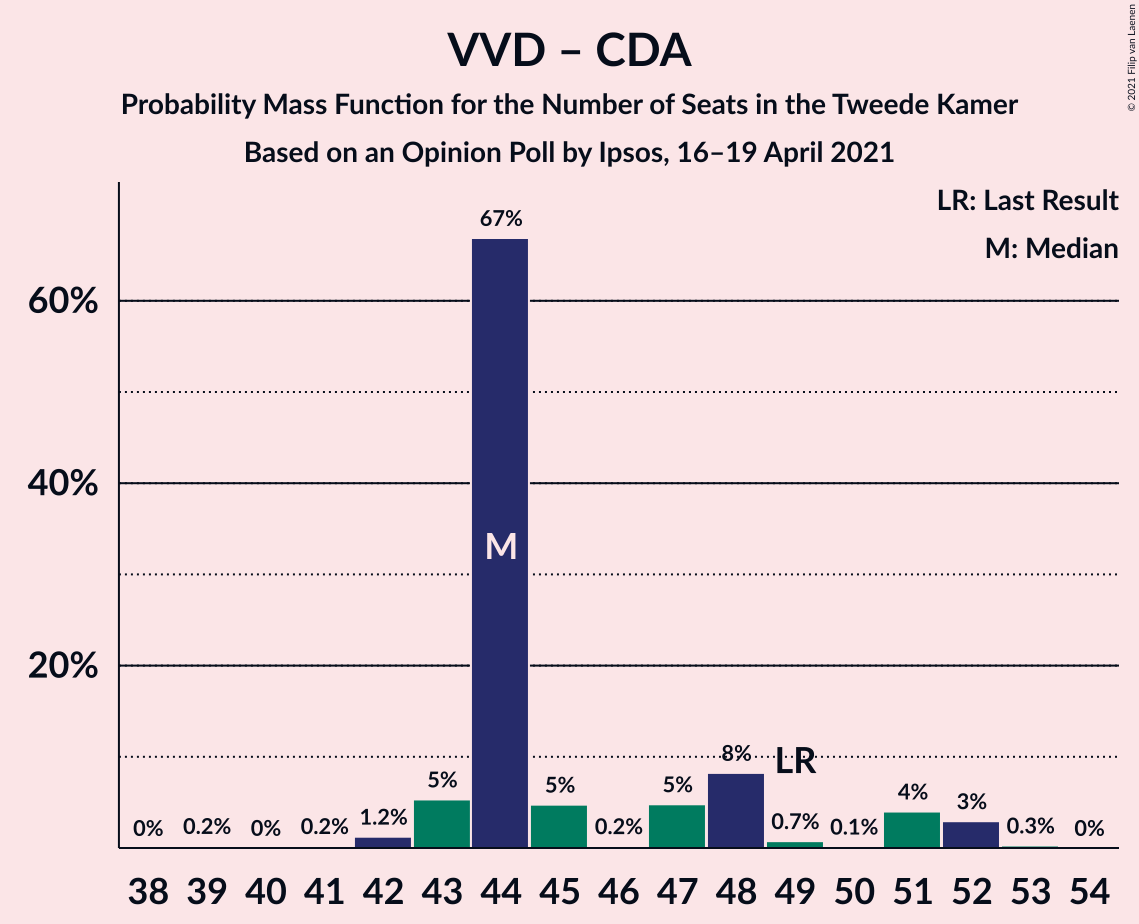 VVD – CDA
Probability Mass Function for the Number of Seats in the Tweede Kamer
Based on an Opinion Poll by Ipsos, 16–19 April 2021
© 2021 Filip van Laenen
LR: Last Result
M: Median
60%
40%
20%
0% 0.2% 0% 0.2% 1.2% 5% 67% 5% 0.2% 5% 8% 0.7% 0.1% 4% 3% 0.3% 0%
M
LR
38 39 40 41 42 43 44 45 46 47 48 49 50 51 52 53 54